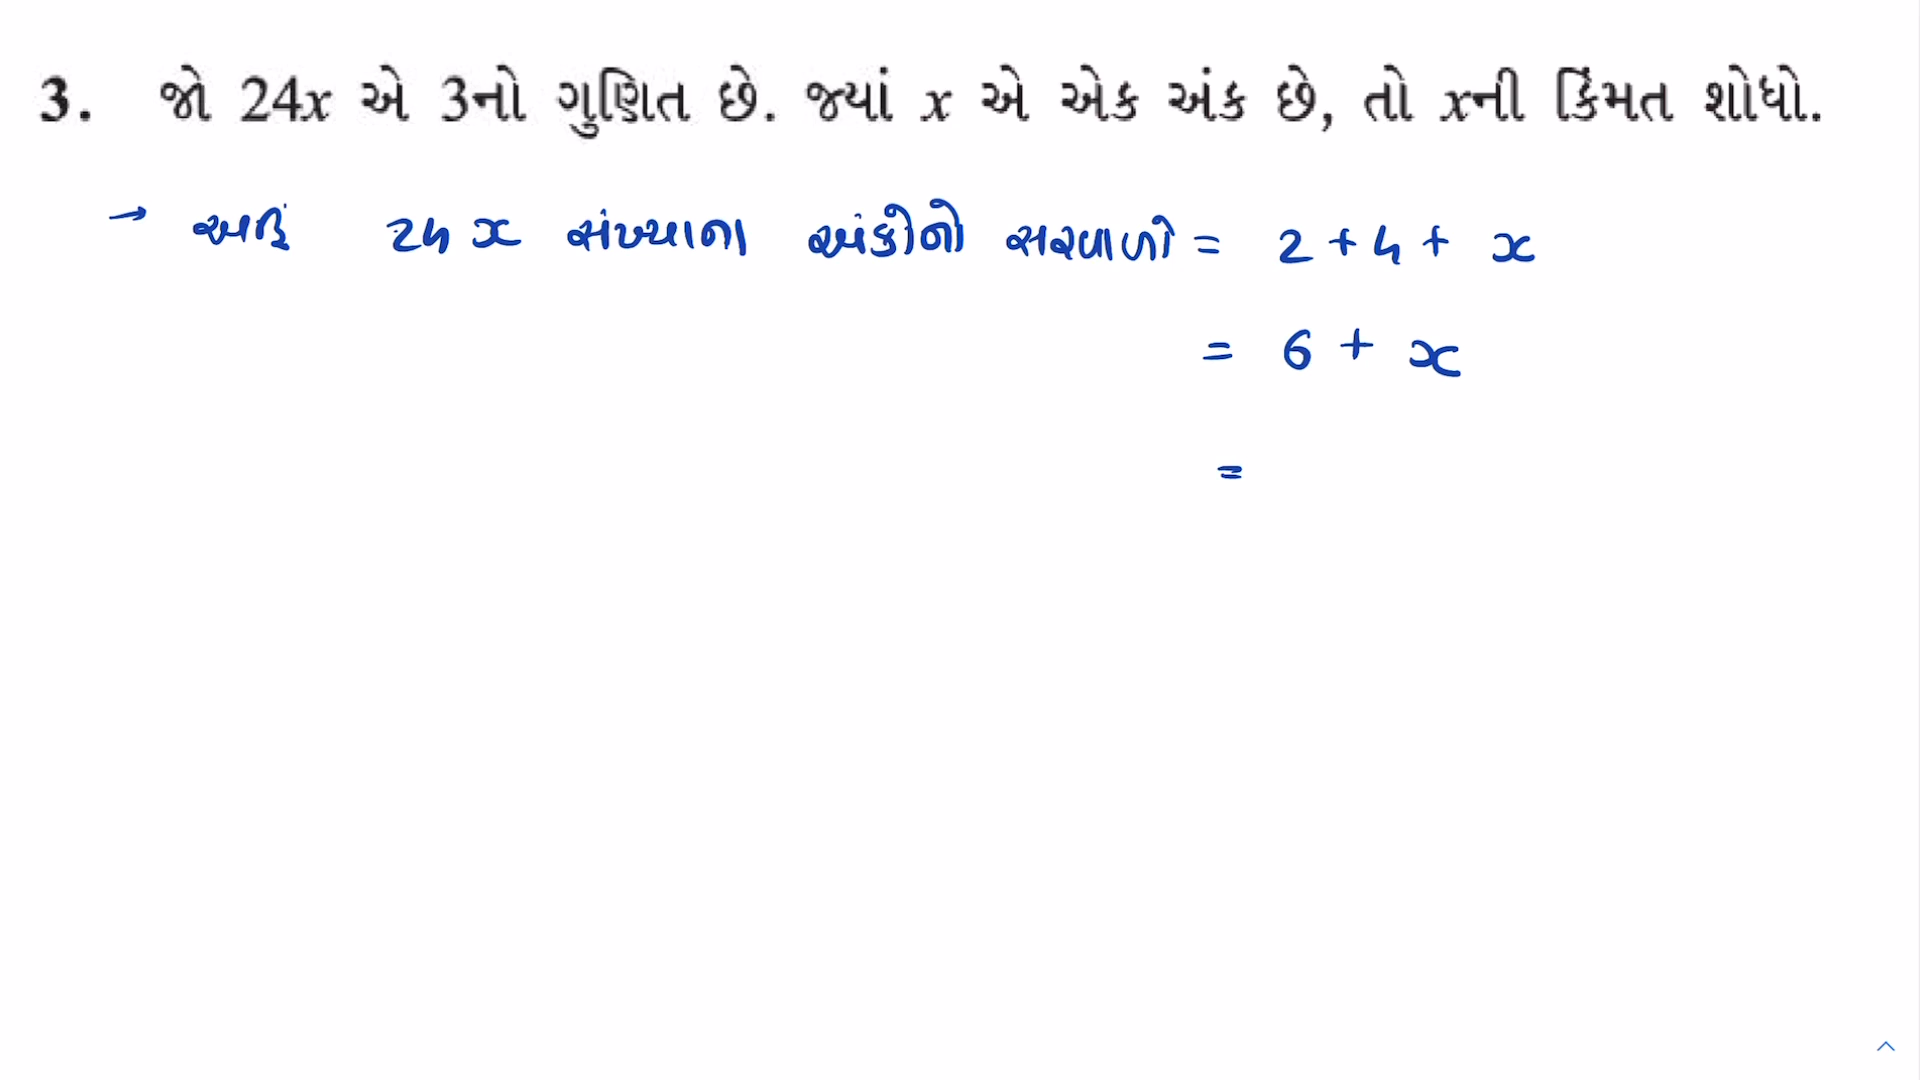 3. જો 24x એ 3નો ગુણિત છે. જ્યાં x એ એક અંક છે, તો xની કિંમત શોધો.
→ અહિં 24x સંખ્યાના અંકોનો સરવાળો = 2 + 4 + x
= 6 + x
=